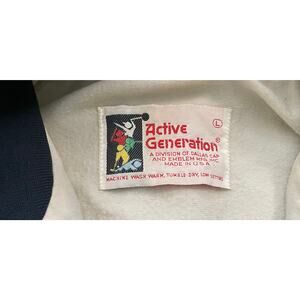 Active
Generation®
Ⓛ
A DIVISION OF DALLAS CAP
AND EMBLEM MFG. INC.
MADE IN U S A
MACHINE WASH WARM, TUMBLE DRY, LOW SETTING